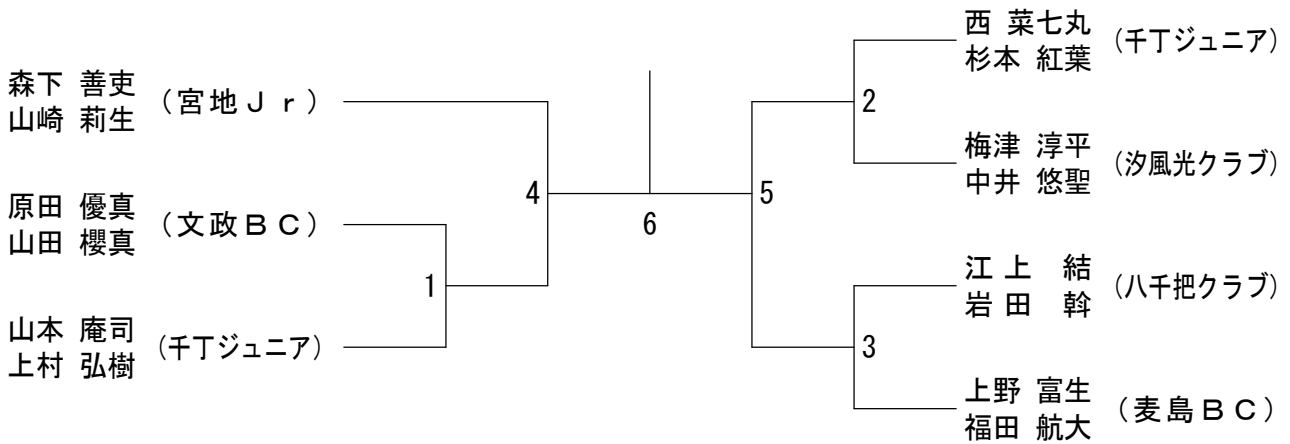 森下 善吏
山崎 莉生
（宮地Ｊｒ）
原田 優真
山田 櫻真
（文政ＢＣ）
山本 庵司
上村 弘樹
（千丁ジュニア）
1
4
6
5
2
3
西 菜七丸
杉本 紅葉
（千丁ジュニア）
梅津 淳平
中井 悠聖
（汐風光クラブ）
江上 結
岩田 幹
（八千把クラブ）
上野 富生
福田 航大
（麦島ＢＣ）